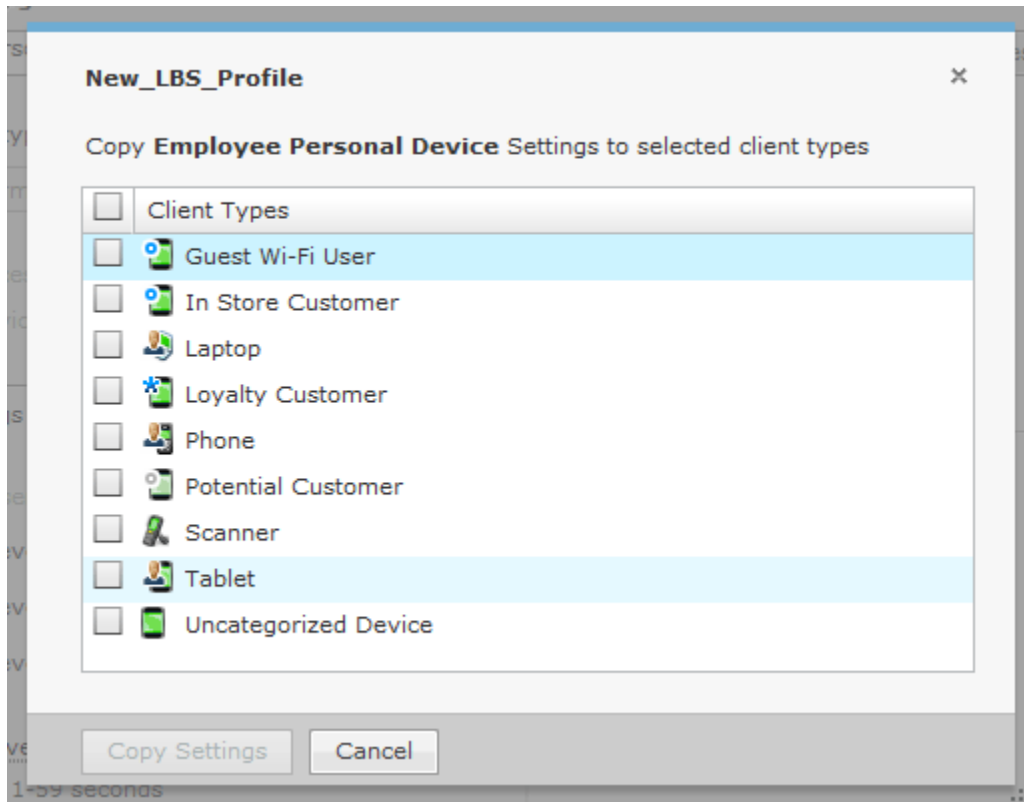 New_LBS_Profile
Copy Employee Personal Device Settings to selected client types
Client Types
Guest Wi-Fi User
In Store Customer
Laptop
Loyalty Customer
Phone
Potential Customer
Scanner
Tablet
Uncategorized Device
Copy Settings
Cancel
1-59 seconds